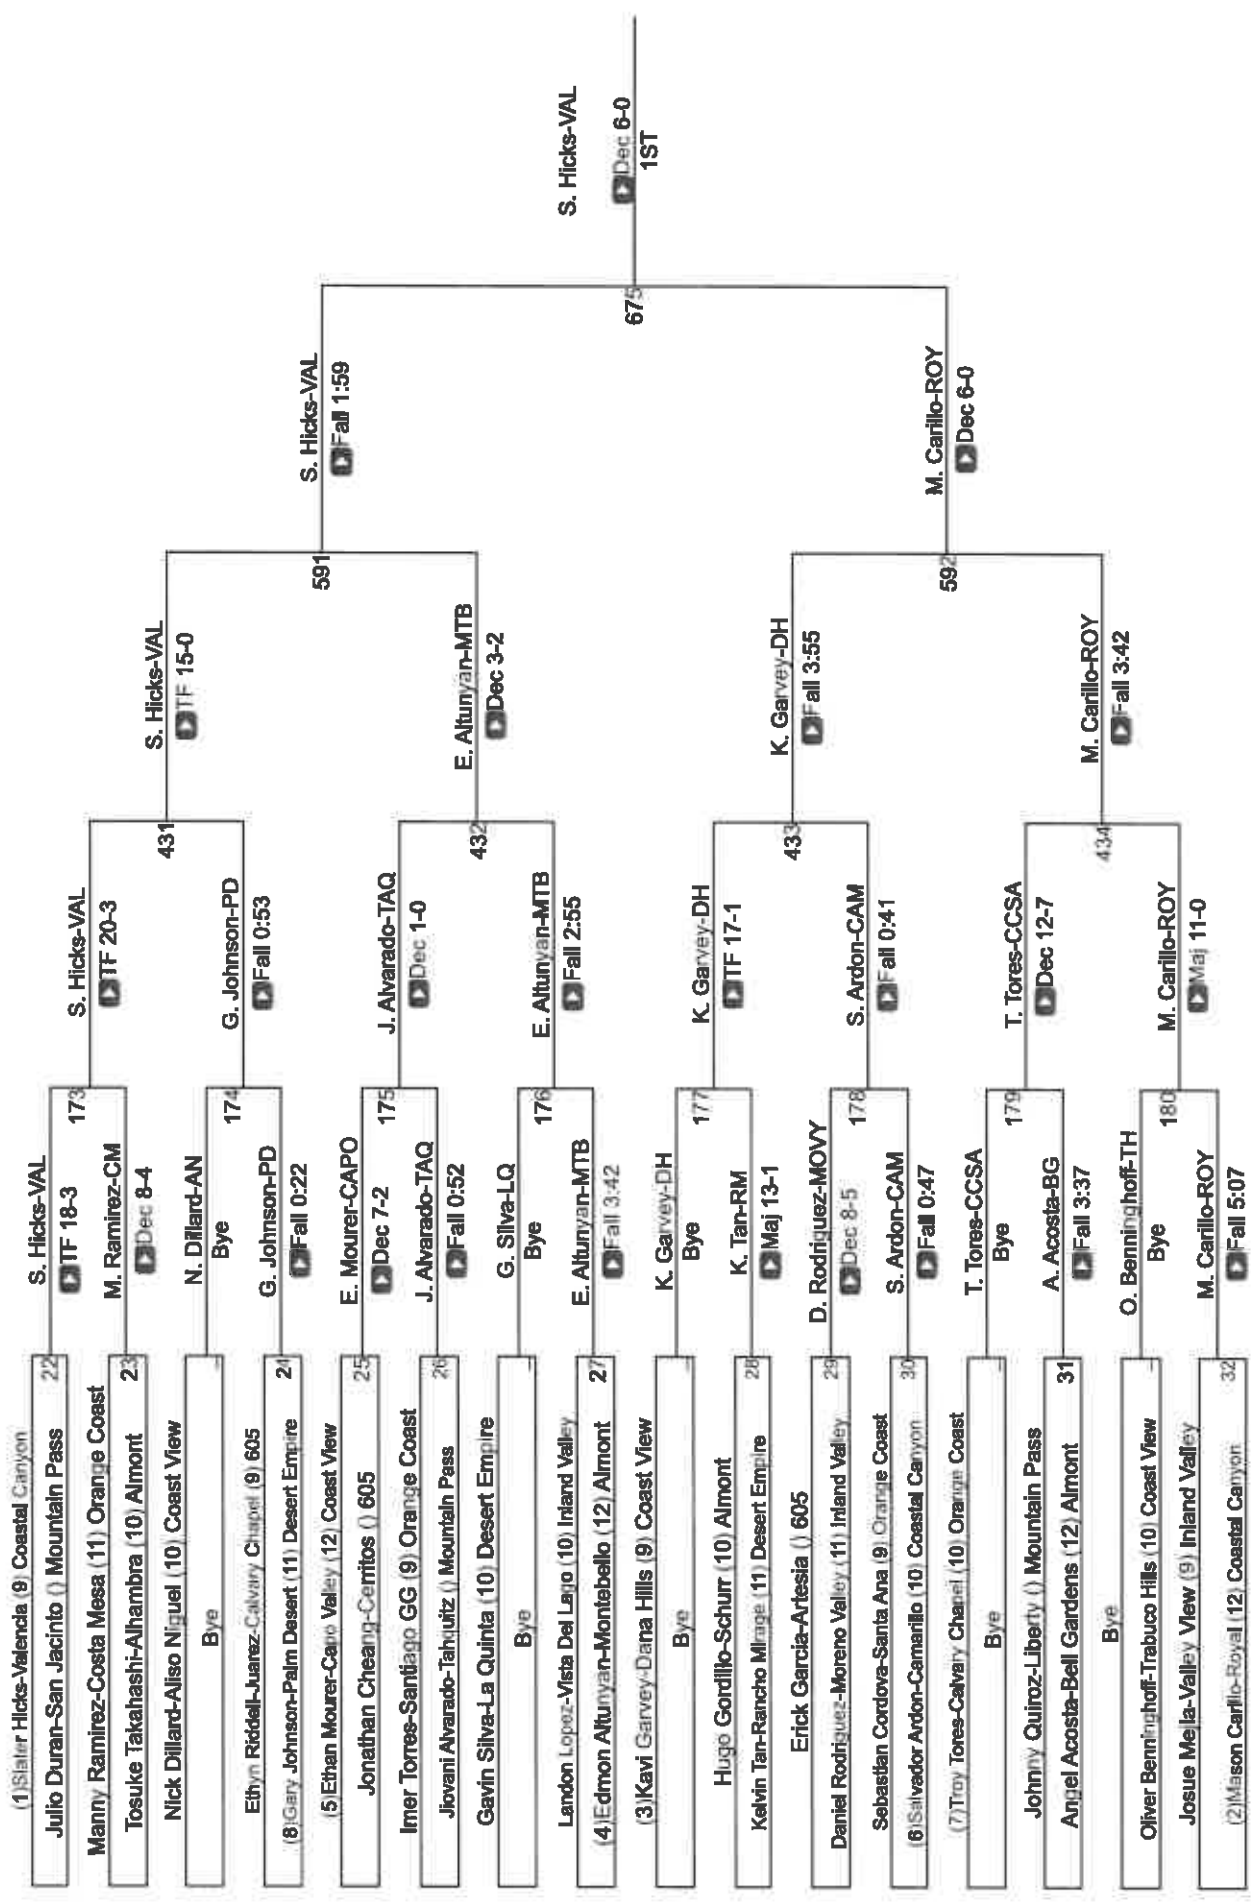 (1)Slater Hicks-Valencia (9) Coastal Canyon
22
Julio Duran-San Jacinto () Mountain Pass
Manny Ramirez-Costa Mesa (11) Orange Coast
23
Tosuke Takahashi-Alhambra (10) Almont
Nick Dillard-Aliso Niguel (10) Coast View
Bye
Ethyn Riddell-Juarez-Calvary Chapel (9) 605
24
(8)Gary Johnson-Palm Desert (11) Desert Empire
(5)Ethan Mourer-Capo Valley (12) Coast View
25
Jonathan Cheang-Cerritos () 605
Imer Torres-Santiago GG (9) Orange Coast
26
Jiovani Alvarado-Tahquitz () Mountain Pass
Gavin Silva-La Quinta (10) Desert Empire
Bye
Landon Lopez-Vista Del Lago (10) Inland Valley
27
(4)Edmon Altunyan-Montebello (12) Almont
(3)Kavi Garvey-Dana Hills (9) Coast View
Bye
Hugo Gordillo-Schurr (10) Almont
28
Kelvin Tan-Rancho Mirage (11) Desert Empire
Erick Garcia-Artesia () 605
29
Daniel Rodriguez-Moreno Valley (11) Inland Valley
Sebastian Cordova-Santa Ana (9) Orange Coast
30
(6)Salvador Ardon-Camarillo (10) Coastal Canyon
(7)Troy Tores-Calvary Chapel (10) Orange Coast
Bye
Johnny Quiroz-Liberty () Mountain Pass
31
Angel Acosta-Bell Gardens (12) Almont
Bye
Oliver Benninghoff-Trabuco Hills (10) Coast View
Josue Mejia-Valley View (9) Inland Valley
32
(2)Mason Carillo-Royal (12) Coastal Canyon
S. Hicks-VAL
TF 18-3
173
M. Ramirez-CM
Dec 8-4
N. Dillard-AN
Bye
174
G. Johnson-PD
Fall 0:22
E. Mourer-CAPO
Dec 7-2
175
J. Alvarado-TAQ
Fall 0:52
G. Silva-LQ
Bye
176
E. Altunyan-MTB
Fall 3:42
K. Garvey-DH
Bye
177
K. Tan-RM
Maj 13-1
D. Rodriguez-MOVY
Dec 8-5
178
S. Ardon-CAM
Fall 0:47
T. Tores-CCSA
Bye
179
A. Acosta-BG
Fall 3:37
O. Benninghoff-TH
Bye
180
M. Carillo-ROY
Fall 5:07
S. Hicks-VAL
TF 20-3
431
G. Johnson-PD
Fall 0:53
J. Alvarado-TAQ
Dec 1-0
432
E. Altunyan-MTB
Fall 2:55
K. Garvey-DH
TF 17-1
433
S. Ardon-CAM
Fall 0:41
T. Tores-CCSA
Dec 12-7
434
M. Carillo-ROY
Maj 11-0
S. Hicks-VAL
TF 15-0
591
E. Altunyan-MTB
Dec 3-2
K. Garvey-DH
Fall 3:55
592
M. Carillo-ROY
Fall 3:42
S. Hicks-VAL
Fall 1:59
675
M. Carillo-ROY
Dec 6-0
S. Hicks-VAL
Dec 6-0
1ST